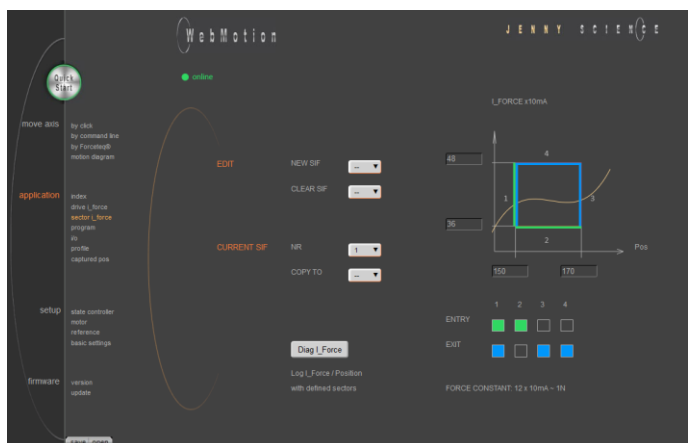 WebMotion
JENNY SCIENCE
Quick
Start
online
I_FORCE x10mA
move axis
by click
by command line
by Forceteq®
motion diagram
EDIT
NEW SIF
--
CLEAR SIF
--
48
4
1
3
36
2
Pos
150
170
application
index
drive i_force
sector i_force
program
i/o
profile
captured pos
CURRENT SIF
NR
1
COPY TO
--
1 2 3 4
ENTRY
EXIT
setup
state controller
motor
reference
basic settings
Diag I_Force
Log I_Force / Position
with defined sectors
FORCE CONSTANT: 12 x 10mA ~ 1N
firmware
version
update
save open